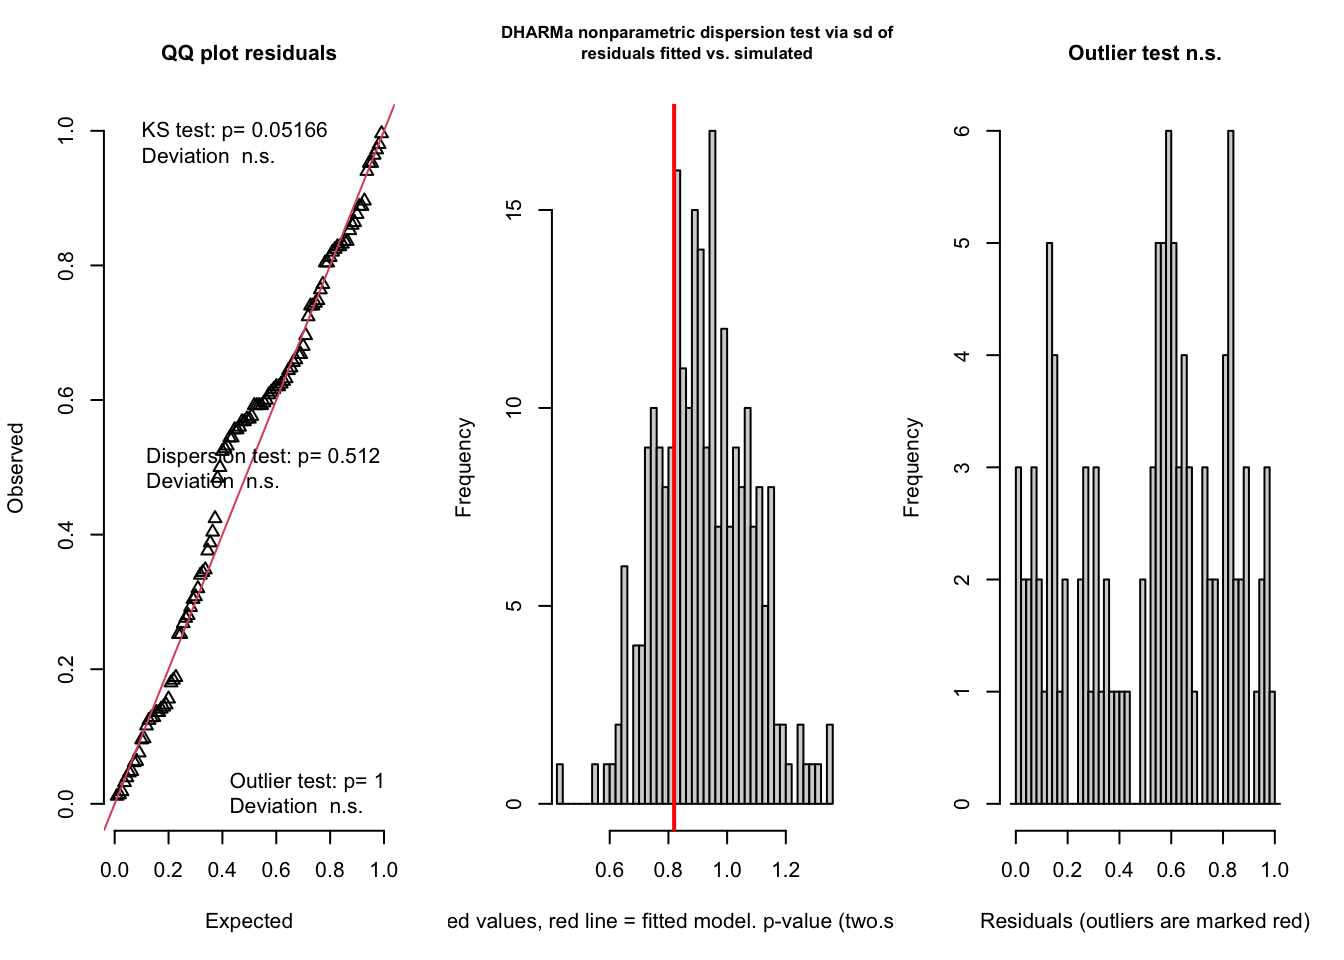 QQ plot residuals
KS test: p= 0.05166
Deviation  n.s.
Dispersion test: p= 0.512
Deviation  n.s.
Outlier test: p= 1
Deviation  n.s.
Observed
0.0 0.2 0.4 0.6 0.8 1.0
0.0 0.2 0.4 0.6 0.8 1.0
Expected
DHARMa nonparametric dispersion test via sd of
residuals fitted vs. simulated
Frequency
0 5 10 15
0.6 0.8 1.0 1.2
ed values, red line = fitted model. p-value (two.s
Outlier test n.s.
Frequency
0 1 2 3 4 5 6
0.0 0.2 0.4 0.6 0.8 1.0
Residuals (outliers are marked red)